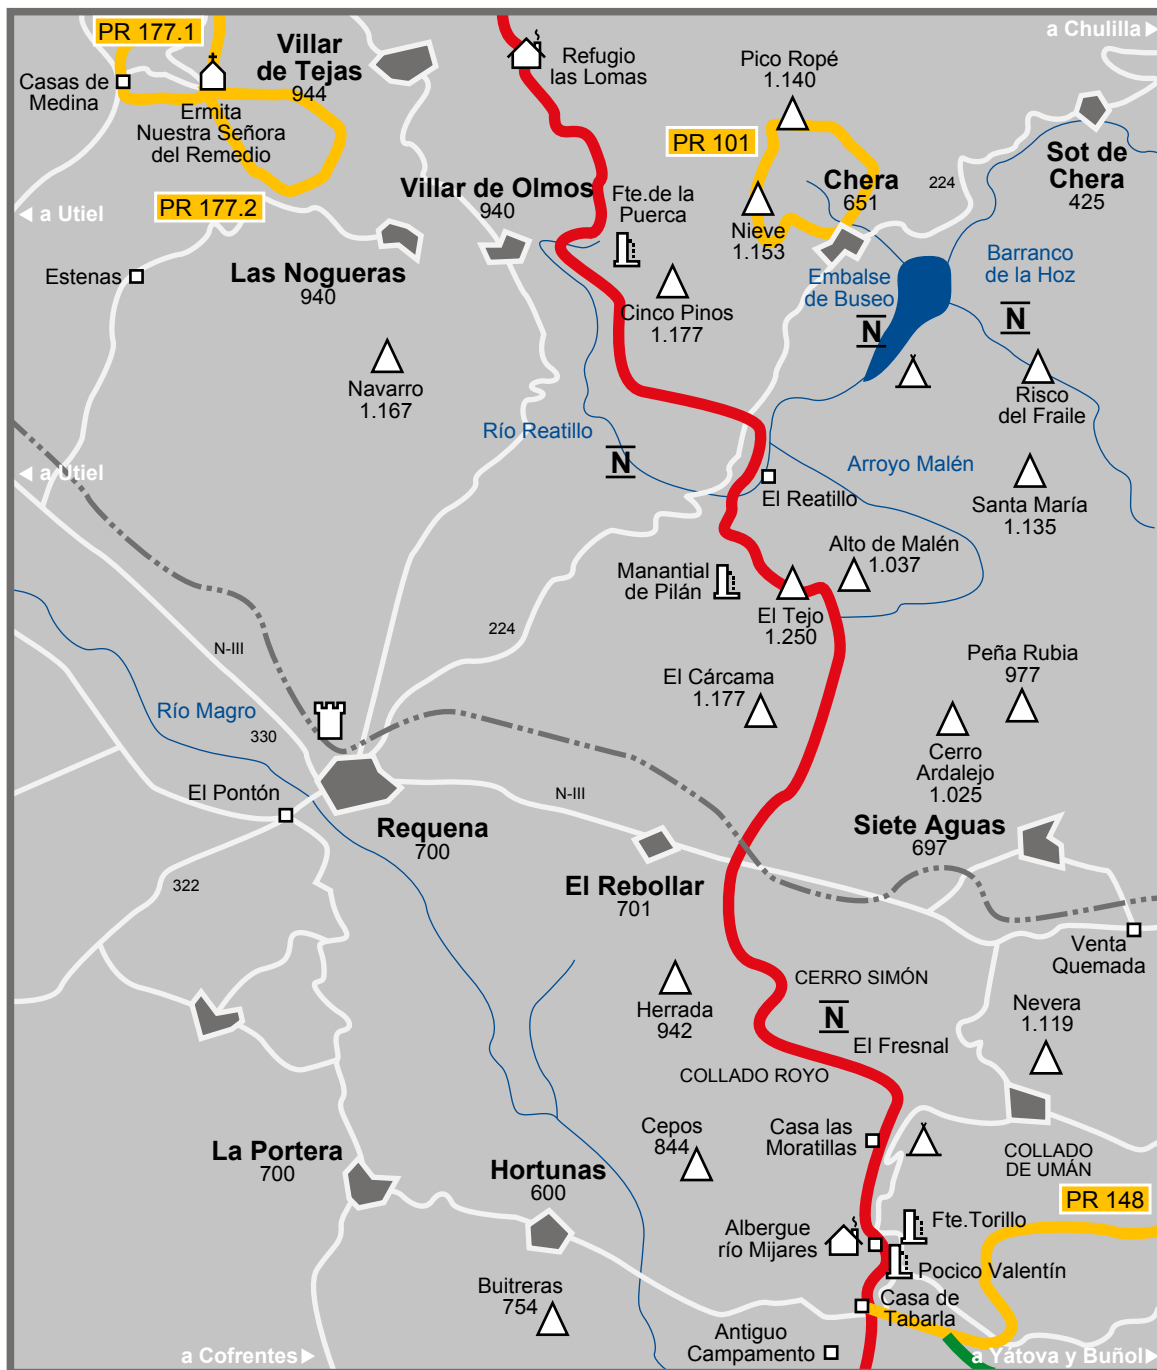 a Chulilla
PR 177.1
Villar
de Tejas
944
Refugio
las Lomas
Pico Ropé
1.140
Casas de
Medina
Ermita
Nuestra Señora
del Remedio
PR 101
Sot de
Chera
425
Chera
651
224
Villar de Olmos
940
Fte.de la
Puerca
a Utiel
PR 177.2
Nieve
1.153
Barranco
de la Hoz
Embalse
de Buseo
Estenas
Las Nogueras
940
Cinco Pinos
1.177
N
N
Navarro
1.167
Risco
del Fraile
Río Reatillo
N
a Utiel
Arroyo Malén
El Reatillo
Santa María
1.135
Alto de Malén
1.037
Manantial
de Pilán
El Tejo
1.250
224
N-III
El Cárcama
1.177
Peña Rubia
977
Río Magro
330
Cerro
Ardalejo
1.025
El Pontón
N-III
Requena
700
Siete Aguas
697
322
El Rebollar
701
Venta
Quemada
CERRO SIMÓN
Herrada
942
N
El Fresnal
Nevera
1.119
COLLADO ROYO
Cepos
844
Casa las
Moratillas
COLLADO
DE UMÁN
La Portera
700
Hortunas
600
PR 148
Albergue
río Mijares
Fte.Torillo
Pocico Valentín
Buitreras
754
Casa de
Tabarla
Antiguo
Campamento
a Cofrentes
a Yátova y Buñol